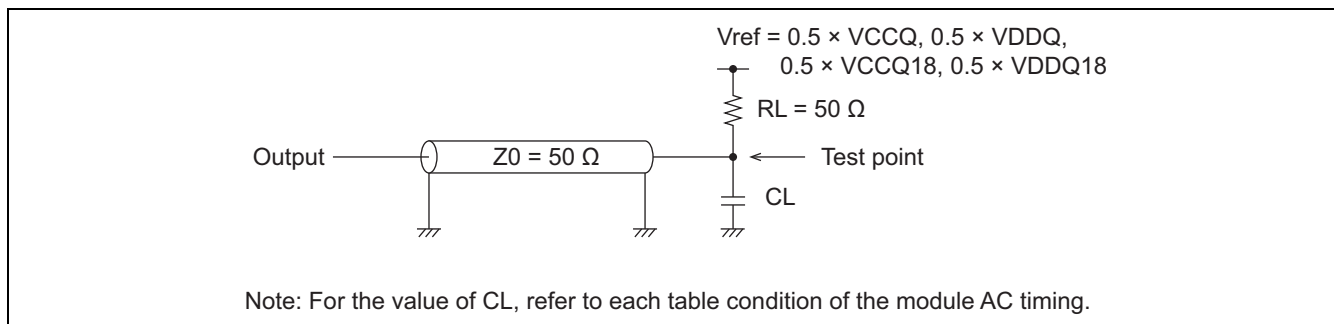 Vref = 0.5 × VCCQ, 0.5 × VDDQ,
0.5 × VCCQ18, 0.5 × VDDQ18
RL = 50 Ω
Output
Z0 = 50 Ω
Test point
CL
Note: For the value of CL, refer to each table condition of the module AC timing.